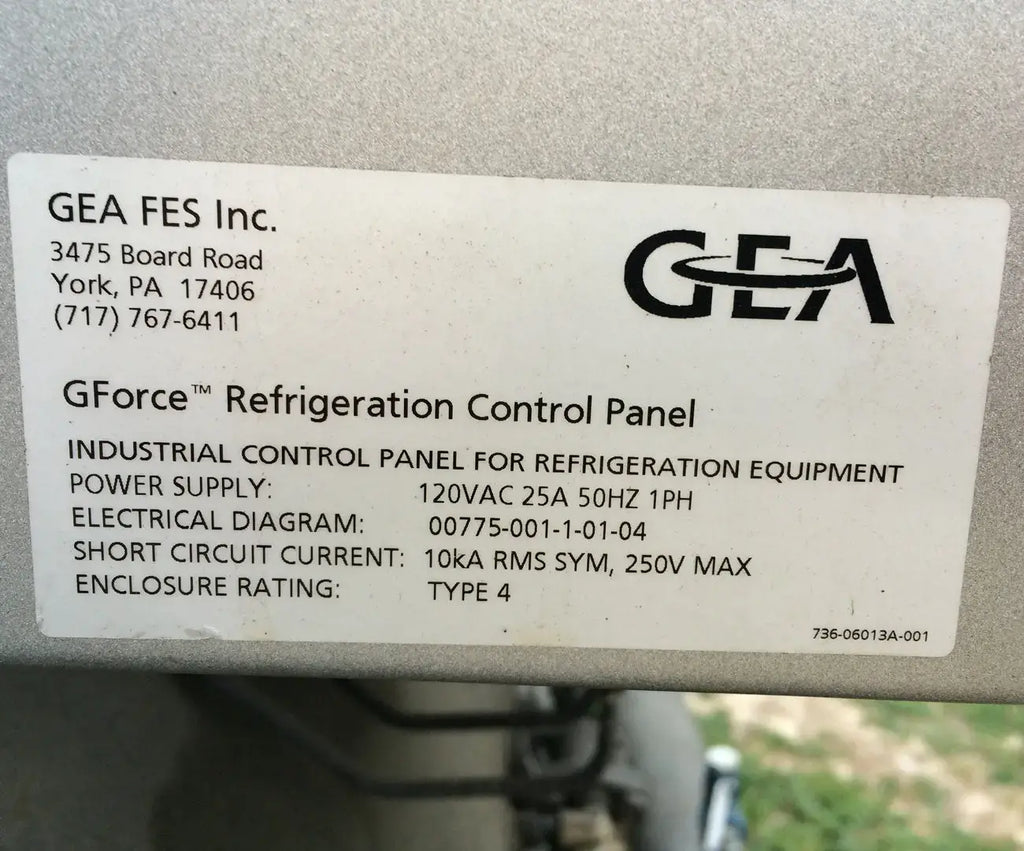 GEA FES Inc.
3475 Board Road
York, PA 17406
(717) 767-6411
GEA
GForce™ Refrigeration Control Panel
INDUSTRIAL CONTROL PANEL FOR REFRIGERATION EQUIPMENT
POWER SUPPLY: 120VAC 25A 50HZ 1PH
ELECTRICAL DIAGRAM: 00775-001-1-01-04
SHORT CIRCUIT CURRENT: 10kA RMS SYM, 250V MAX
ENCLOSURE RATING: TYPE 4
736-06013A-001